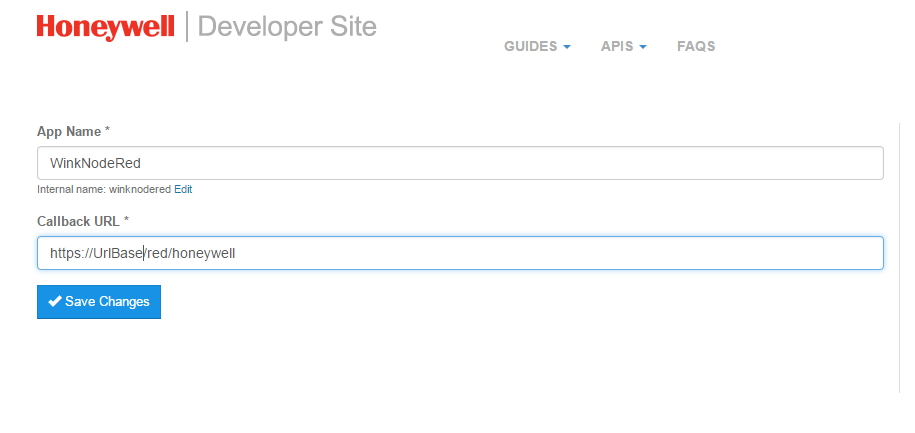 Honeywell | Developer Site
GUIDES APIS FAQS
App Name *
WinkNodeRed
Internal name: winknodered Edit
Callback URL *
https://UrlBase/red/honeywell
Save Changes